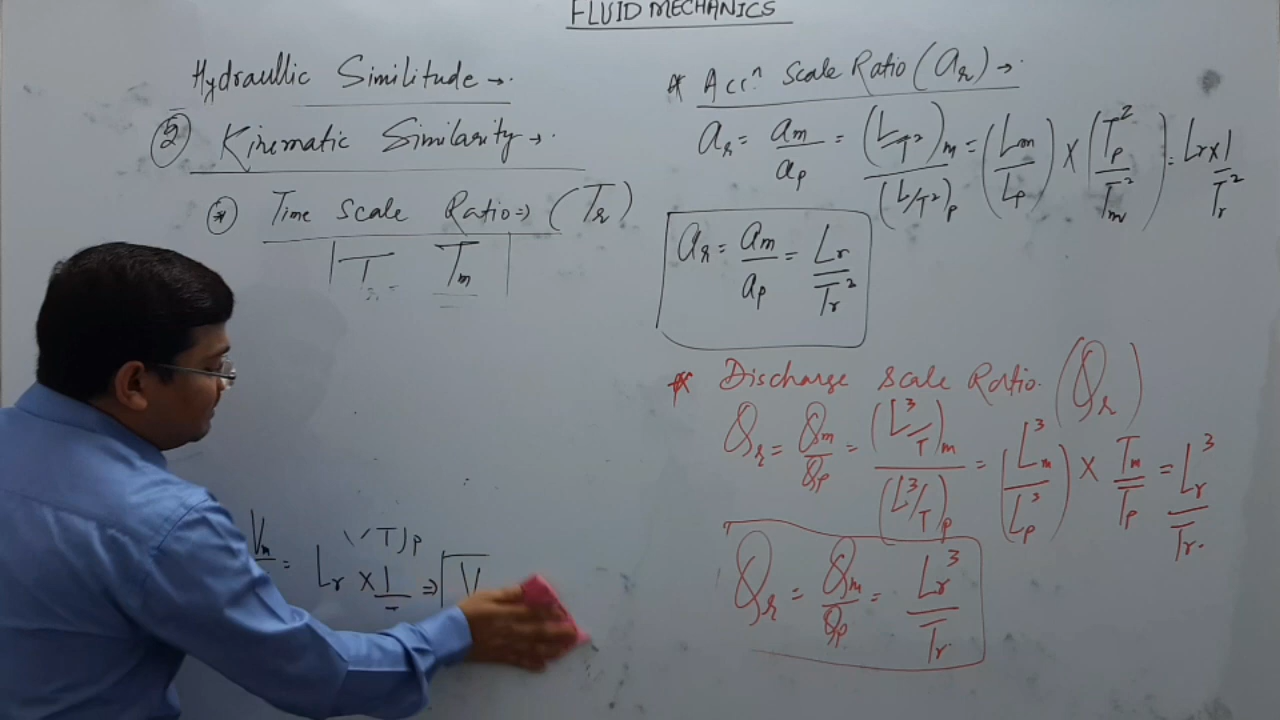 FLUID MECHANICS
Hydraullic Similitude →.
② Kinematic Similarity →.
* Time Scale Ratio ⇒ (Tr)
Tr = Tm
T)p
Vm = Lr × 1 ⇒ V
* Accⁿ Scale Ratio (ar) →.
ar = am/ap = (L/T²)m/(L/T²)p = (Lm/Lp) × (Tp²/Tm²) = Lr × 1/Tr²
ar = am/ap = Lr/Tr²
* Discharge Scale Ratio. (Qr)
Qr = Qm/Qp = (L³/T)m/(L³/T)p = (Lm³/Lp³) × Tm/Tp = Lr³/Tr.
Qr = Qm/Qp = Lr³/Tr.